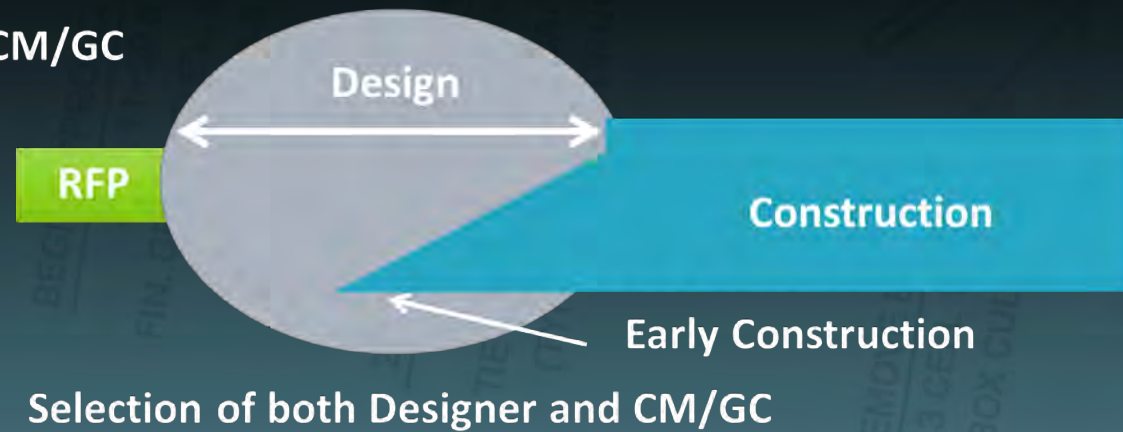 CM/GC
Design
RFP
Construction
Early Construction
Selection of both Designer and CM/GC